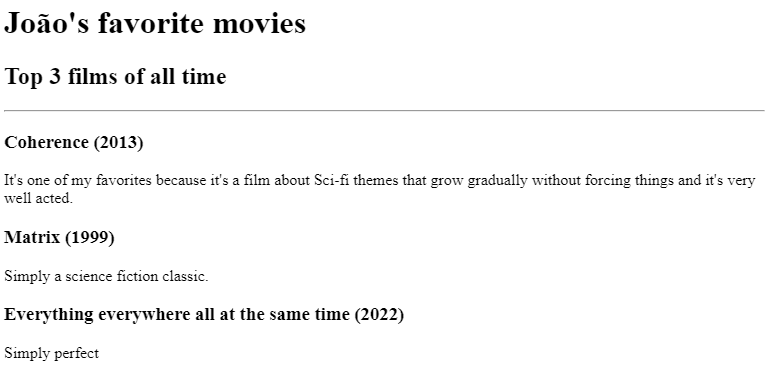 João's favorite movies
Top 3 films of all time
Coherence (2013)
It's one of my favorites because it's a film about Sci-fi themes that grow gradually without forcing things and it's very
well acted.
Matrix (1999)
Simply a science fiction classic.
Everything everywhere all at the same time (2022)
Simply perfect